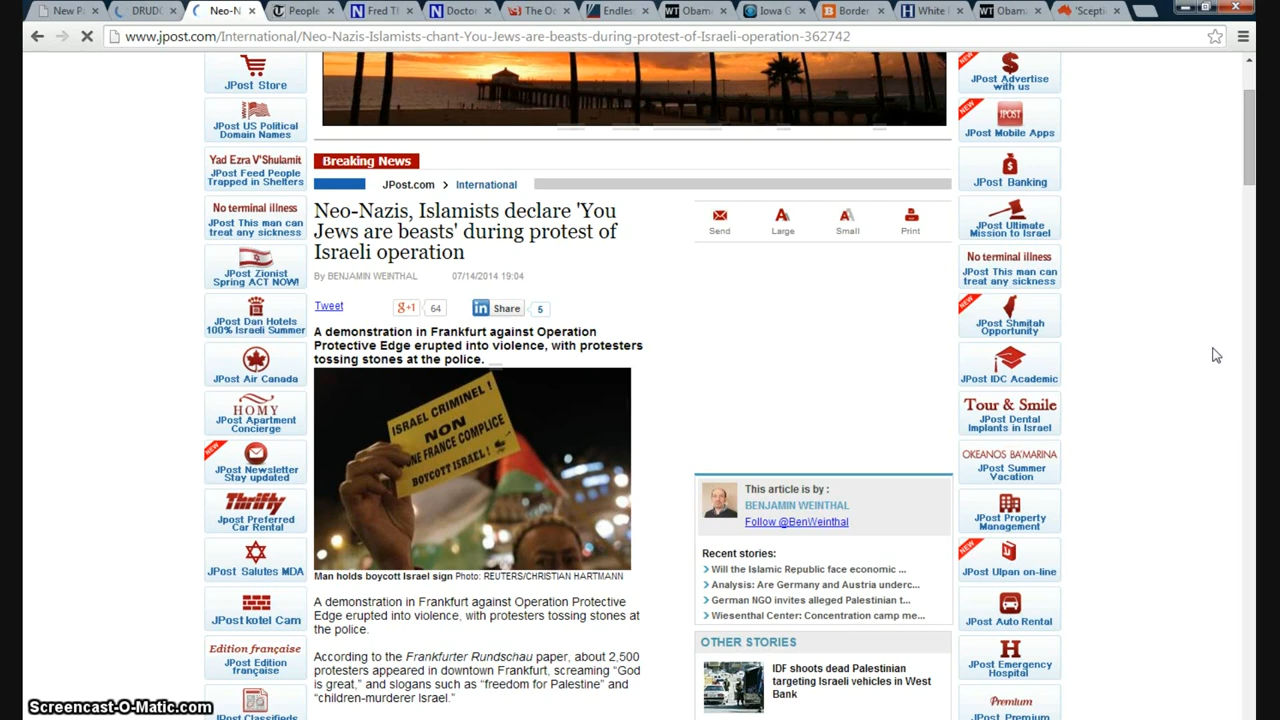 New P
DRUD
Neo-N
People
Fred Th
Doctor
The Oc
Endless
Obama
Iowa G
Border
White
Obama
'Scepti
www.jpost.com/International/Neo-Nazis-Islamists-chant-You-Jews-are-beasts-during-protest-of-Israeli-operation-362742
JPost Store
JPost US Political
Domain Names
Yad Ezra V'Shulamit
JPost Feed People
Trapped in Shelters
No terminal illness
JPost This man can
treat any sickness
JPost Zionist
Spring ACT NOW!
JPost Dan Hotels
100% Israeli Summer
JPost Air Canada
HOMY
JPost Apartment
Concierge
NEW
JPost Newsletter
Stay updated
Thrifty
Jpost Preferred
Car Rental
JPost Salutes MDA
JPost kotel Cam
Edition française
JPost Edition
française
JPost Classifieds
Breaking News
JPost.com > International
Neo-Nazis, Islamists declare 'You
Jews are beasts' during protest of
Israeli operation
By BENJAMIN WEINTHAL 07/14/2014 19:04
Tweet
g+1 64
in Share 5
A demonstration in Frankfurt against Operation
Protective Edge erupted into violence, with protesters
tossing stones at the police.
ISRAEL CRIMINEL !
NON
UNE FRANCE COMPLICE
BOYCOTT ISRAEL !
Man holds boycott Israel sign Photo: REUTERS/CHRISTIAN HARTMANN
A demonstration in Frankfurt against Operation Protective
Edge erupted into violence, with protesters tossing stones at
the police.
According to the Frankfurter Rundschau paper, about 2,500
protesters appeared in downtown Frankfurt, screaming "God
is great," and slogans such as "freedom for Palestine" and
"children-murderer Israel."
Send
Large
Small
Print
This article is by :
BENJAMIN WEINTHAL
Follow @BenWeinthal
Recent stories:
> Will the Islamic Republic face economic ...
> Analysis: Are Germany and Austria underc...
> German NGO invites alleged Palestinian t...
> Wiesenthal Center: Concentration camp me...
OTHER STORIES
IDF shoots dead Palestinian
targeting Israeli vehicles in West
Bank
NEW
JPost Advertise
with us
NEW
JPOST
JPost Mobile Apps
JPost Banking
JPost Ultimate
Mission to Israel
No terminal illness
JPost This man can
treat any sickness
NEW
JPost Shmitah
Opportunity
JPost IDC Academic
Tour & Smile
JPost Dental
Implants in Israel
OKEANOS BA'MARINA
JPost Summer
Vacation
JPost Property
Management
NEW
JPost Ulpan on-line
JPost Auto Rental
H
JPost Emergency
Hospital
Premium
JPost Premium
Screencast-O-Matic.com